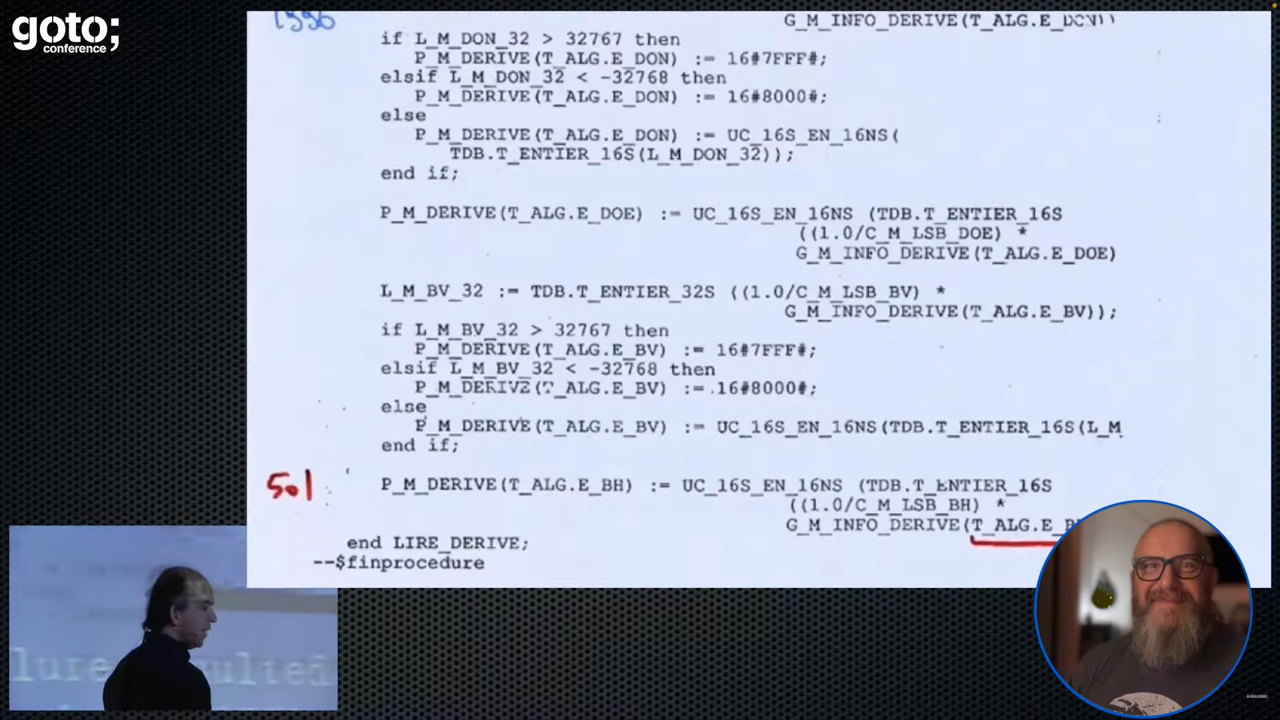 goto;
conference
1996
G_M_INFO_DERIVE(T_ALG.E_DON))
if L_M_DON_32 > 32767 then
P_M_DERIVE(T_ALG.E_DON) := 16#7FFF#;
elsif L_M_DON_32 < -32768 then
P_M_DERIVE(T_ALG.E_DON) := 16#8000#;
else
P_M_DERIVE(T_ALG.E_DON) := UC_16S_EN_16NS(
TDB.T_ENTIER_16S(L_M_DON_32));
end if;
P_M_DERIVE(T_ALG.E_DOE) := UC_16S_EN_16NS (TDB.T_ENTIER_16S
((1.0/C_M_LSB_DOE) *
G_M_INFO_DERIVE(T_ALG.E_DOE)
L_M_BV_32 := TDB.T_ENTIER_32S ((1.0/C_M_LSB_BV) *
G_M_INFO_DERIVE(T_ALG.E_BV));
if L_M_BV_32 > 32767 then
P_M_DERIVE(T_ALG.E_BV) := 16#7FFF#;
elsif L_M_BV_32 < -32768 then
P_M_DERIVE(T_ALG.E_BV) := 16#8000#;
else
P_M_DERIVE(T_ALG.E_BV) := UC_16S_EN_16NS(TDB.T_ENTIER_16S(L_M
end if;
501
P_M_DERIVE(T_ALG.E_BH) := UC_16S_EN_16NS (TDB.T_ENTIER_16S
((1.0/C_M_LSB_BH) *
G_M_INFO_DERIVE(T_ALG.E_B
end LIRE_DERIVE;
--$finprocedure
lure ulted
SUBSCRIBE